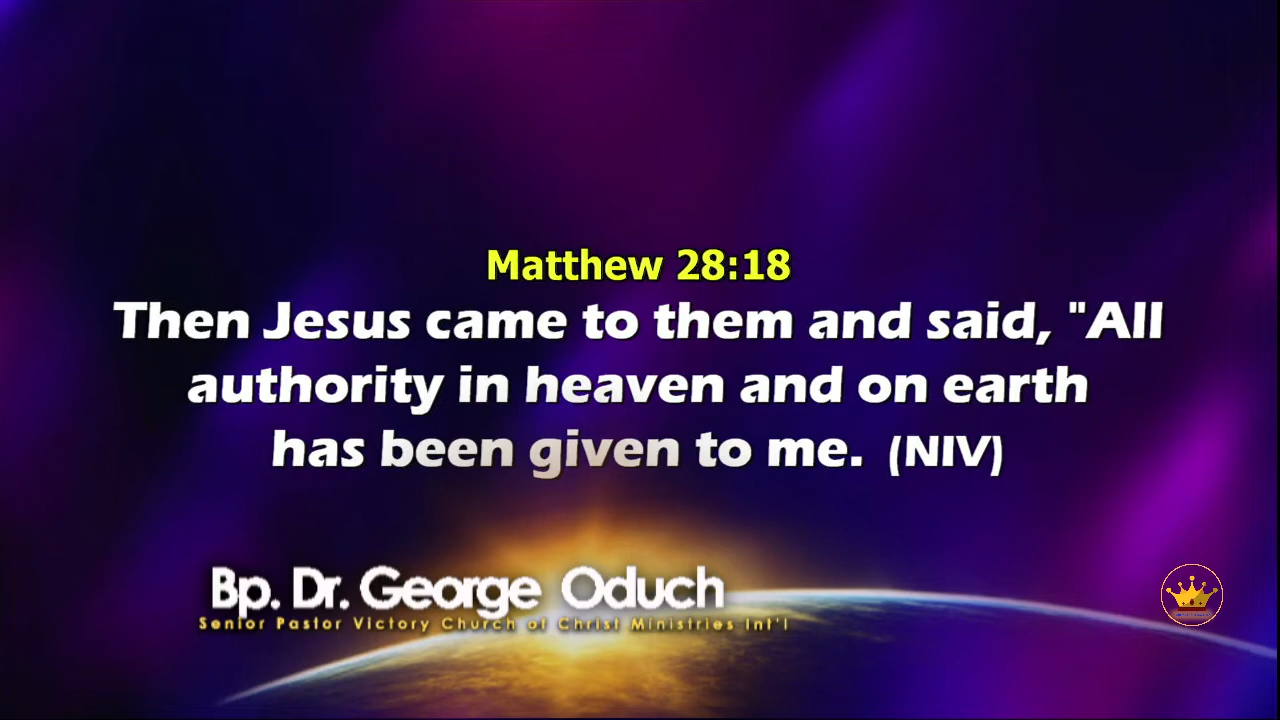 Matthew 28:18
Then Jesus came to them and said, "All
authority in heaven and on earth
has been given to me. (NIV)
Bp. Dr. George Oduch
Senior Pastor Victory Church of Christ Ministries Int'l